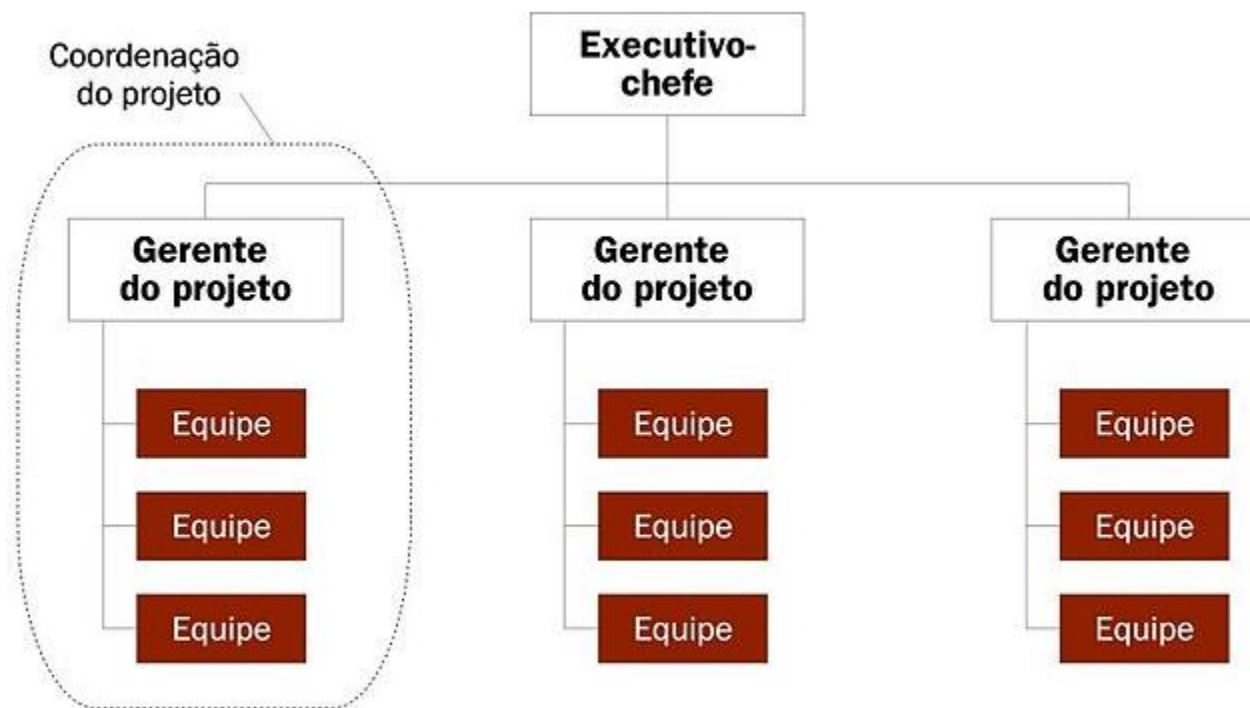 Coordenação
do projeto
Executivo-
chefe
Gerente
do projeto
Gerente
do projeto
Gerente
do projeto
Equipe
Equipe
Equipe
Equipe
Equipe
Equipe
Equipe
Equipe
Equipe